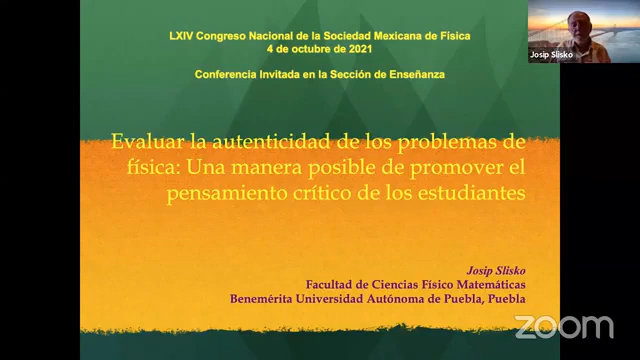 LXIV Congreso Nacional de la Sociedad Mexicana de Física
4 de octubre de 2021
Conferencia Invitada en la Sección de Enseñanza
Josip Slisko
Evaluar la autenticidad de los problemas de
física: Una manera posible de promover el
pensamiento crítico de los estudiantes
Josip Slisko
Facultad de Ciencias Físico Matemáticas
Benemérita Universidad Autónoma de Puebla, Puebla
zoom